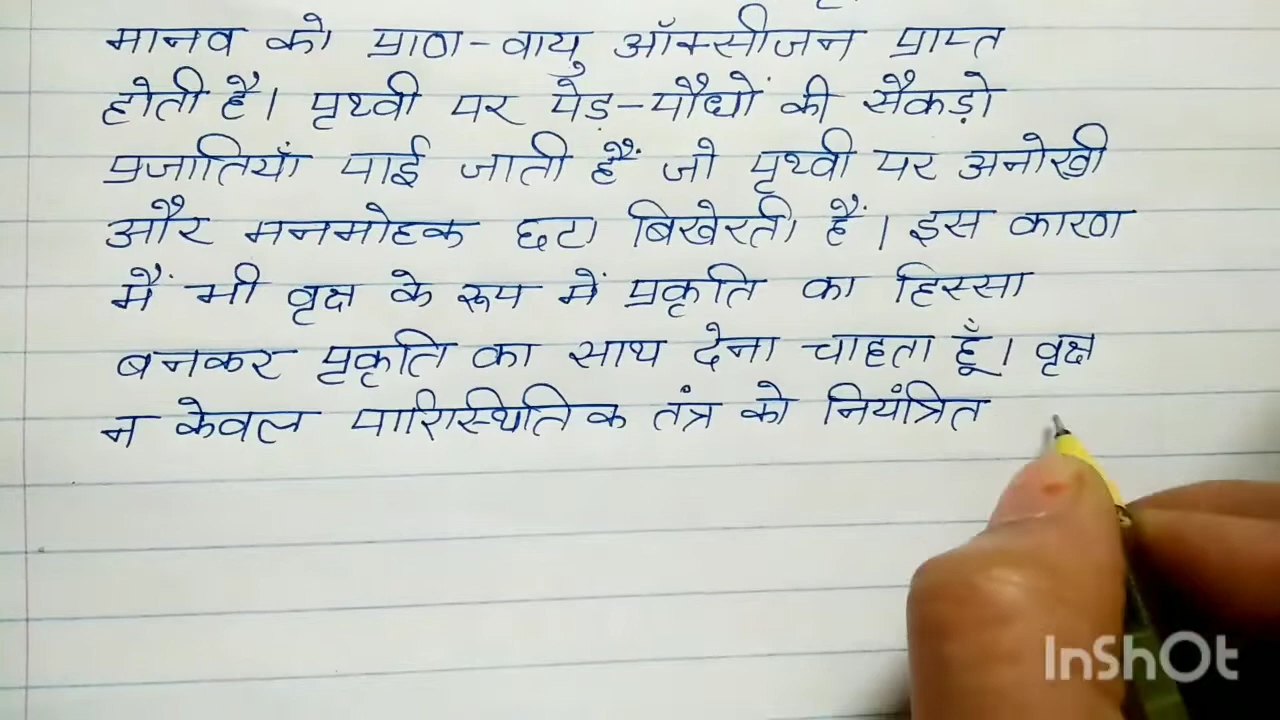 मानव को प्राण-वायु ऑक्सीजन प्राप्त
होती है। पृथ्वी पर पेड़-पौधों की सैकड़ो
प्रजातियाँ पाई जाती हैं जो पृथ्वी पर अनोखी
और मनमोहक छटा बिखेरती हैं। इस कारण
मैं भी वृक्ष के रूप में प्रकृति का हिस्सा
बनकर प्रकृति का साथ देना चाहता हूँ। वृक्ष
न केवल पारिस्थितिक तंत्र को नियंत्रित
InShOt